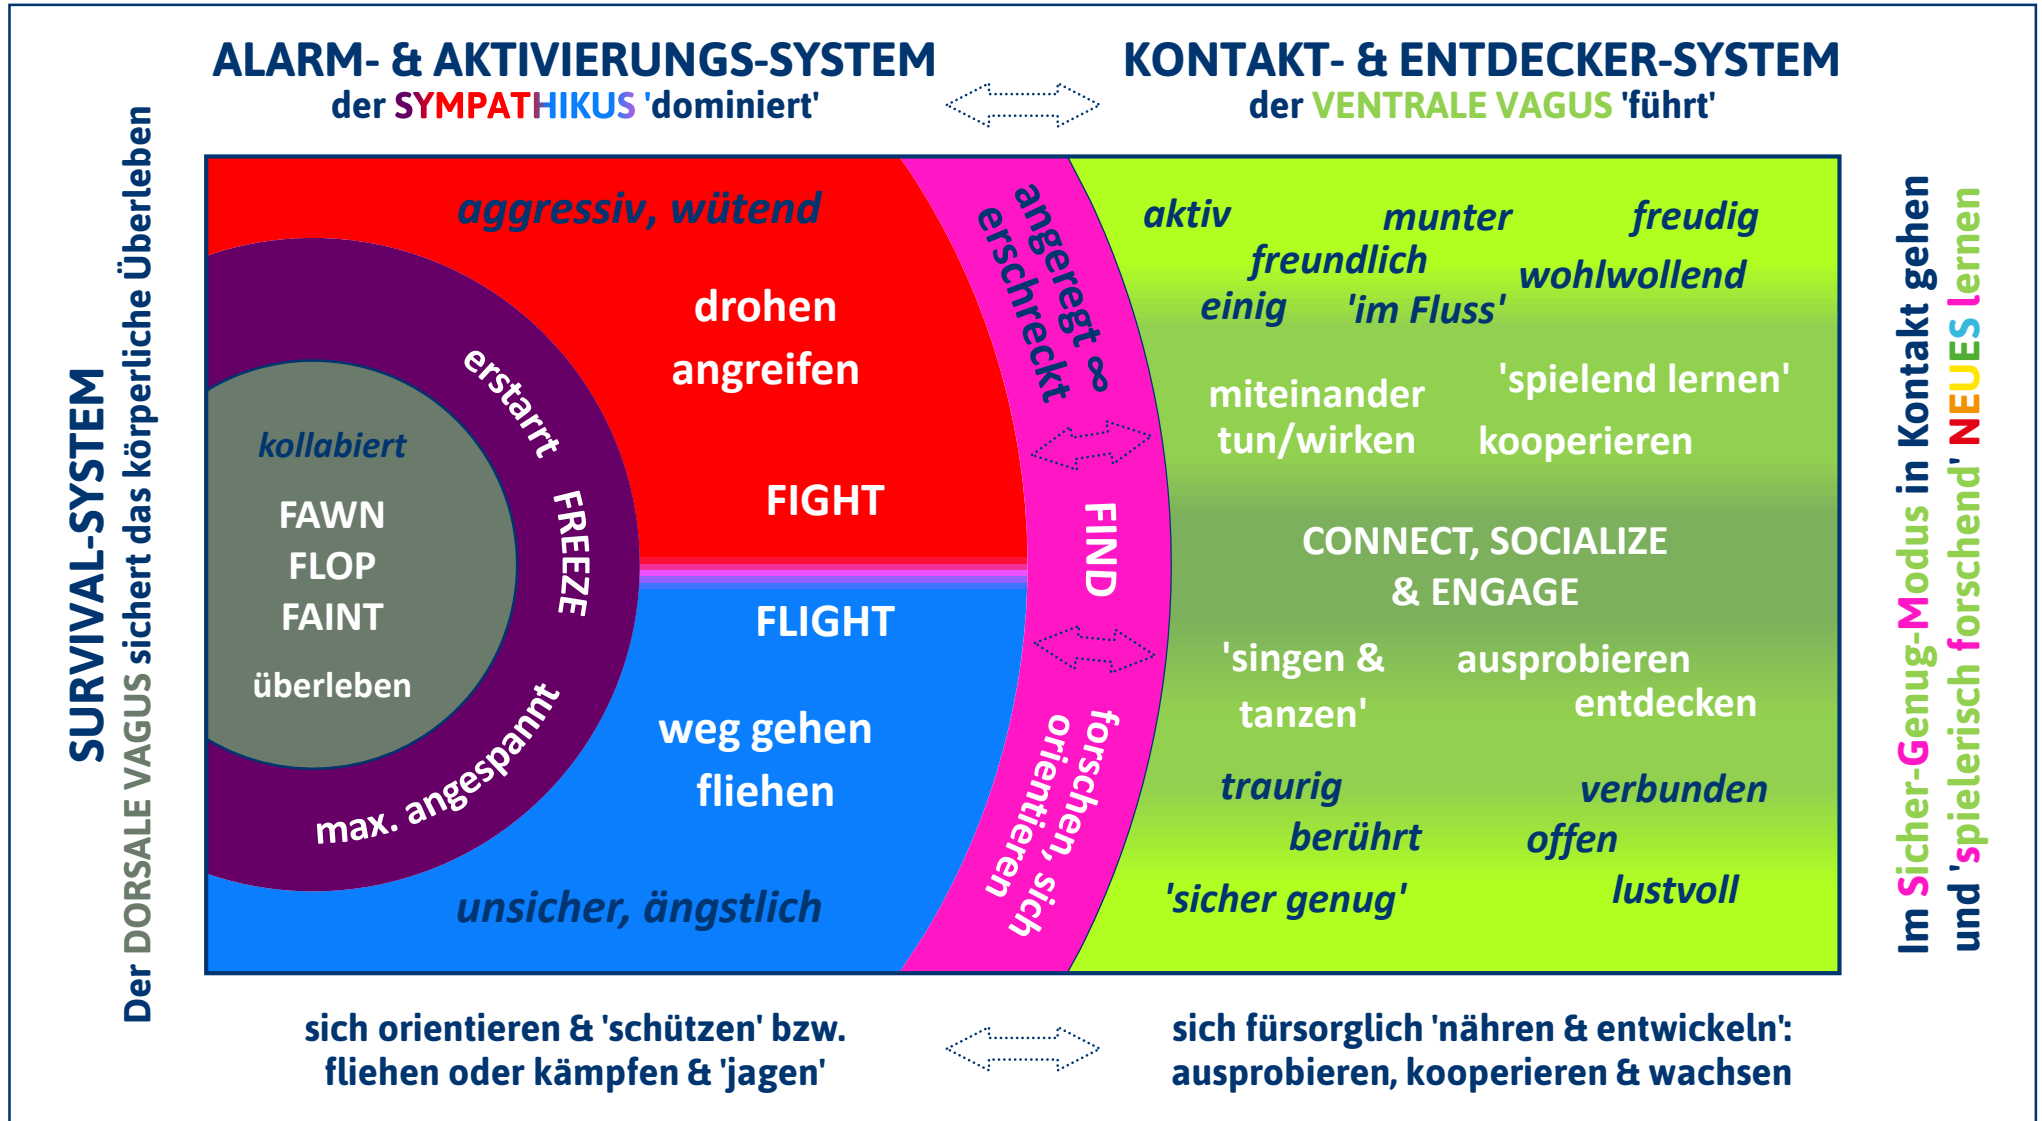 ALARM- & AKTIVIERUNGS-SYSTEM
der SYMPATHIKUS 'dominiert'
KONTAKT- & ENTDECKER-SYSTEM
der VENTRALE VAGUS 'führt'
SURVIVAL-SYSTEM
Der DORSALE VAGUS sichert das körperliche Überleben
kollabiert
FAWN
FLOP
FAINT
überleben
erstarrt
FREEZE
max. angespannt
aggressiv, wütend
drohen
angreifen
FIGHT
FLIGHT
weg gehen
fliehen
unsicher, ängstlich
angeregt ∞
erschreckt
FIND
forschen, sich
orientieren
aktiv
munter
freudig
freundlich
wohlwollend
einig
'im Fluss'
miteinander
tun/wirken
'spielend lernen'
kooperieren
CONNECT, SOCIALIZE
& ENGAGE
'singen &
tanzen'
ausprobieren
entdecken
traurig
verbunden
berührt
offen
'sicher genug'
lustvoll
Im Sicher-Genug-Modus in Kontakt gehen
und 'spielerisch forschend' NEUES lernen
sich orientieren & 'schützen' bzw.
fliehen oder kämpfen & 'jagen'
sich fürsorglich 'nähren & entwickeln':
ausprobieren, kooperieren & wachsen